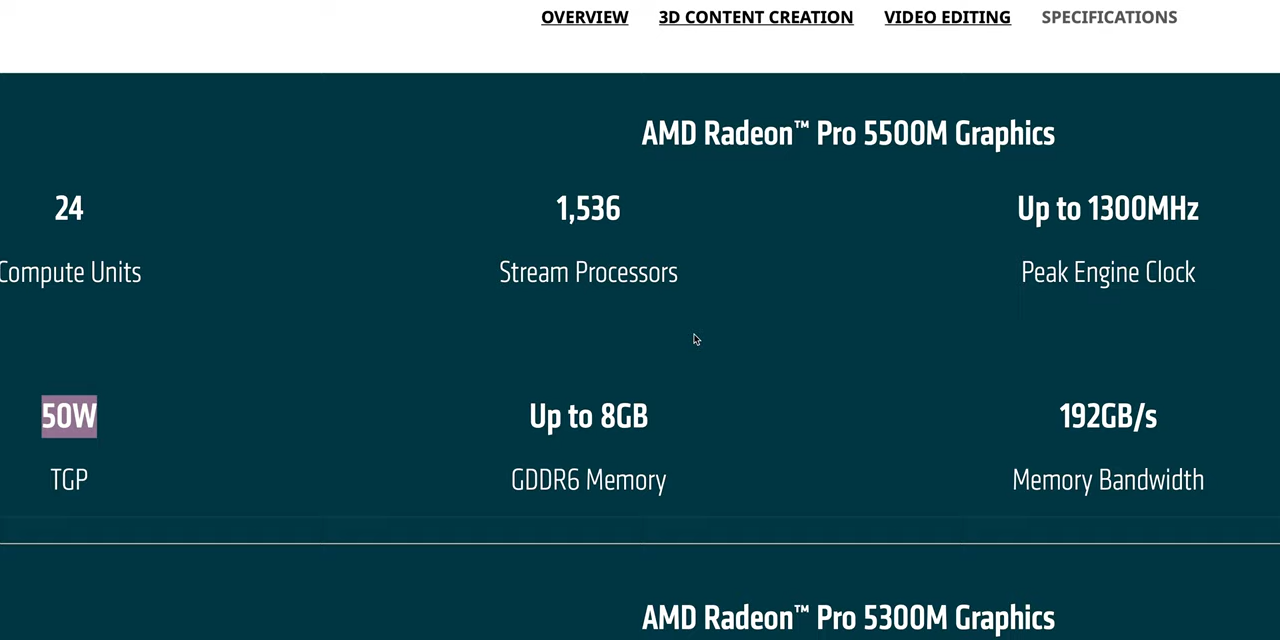 OVERVIEW 3D CONTENT CREATION VIDEO EDITING SPECIFICATIONS
AMD Radeon™ Pro 5500M Graphics
24 1,536 Up to 1300MHz
Compute Units Stream Processors Peak Engine Clock
50W Up to 8GB 192GB/s
TGP GDDR6 Memory Memory Bandwidth
AMD Radeon™ Pro 5300M Graphics